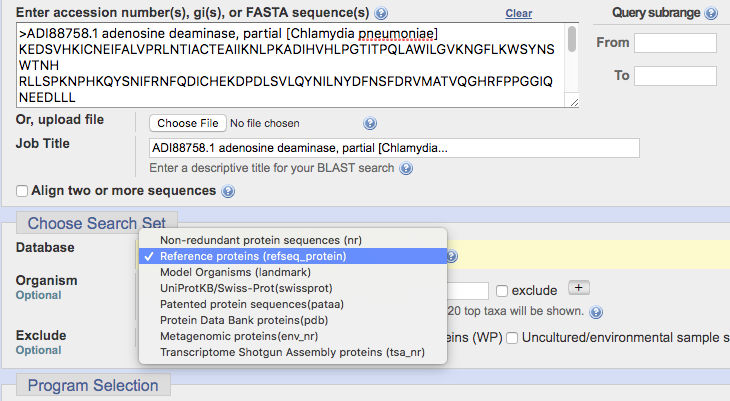 Enter accession number(s), gi(s), or FASTA sequence(s) Clear Query subrange
>ADI88758.1 adenosine deaminase, partial [Chlamydia pneumoniae]
KEDSVHKICNEIFALVPRLNTIACTEAIIKNLPKADIHVHLPGTITPQLAWILGVKNGFLKWSYNS
WTNH
RLLSPKNPHKQYSNIFRNFQDICHEKDPDLSVLQYNILNYDFNSFDRVMATVQGHRFPPGGIQ
NEEDLLL
From
To
Or, upload file Choose File No file chosen
Job Title ADI88758.1 adenosine deaminase, partial [Chlamydia...
Enter a descriptive title for your BLAST search
Align two or more sequences
Choose Search Set
Database
Non-redundant protein sequences (nr)
✓ Reference proteins (refseq_protein)
Model Organisms (landmark)
UniProtKB/Swiss-Prot(swissprot)
Patented protein sequences(pataa)
Protein Data Bank proteins(pdb)
Metagenomic proteins(env_nr)
Transcriptome Shotgun Assembly proteins (tsa_nr)
Organism
Optional
exclude +
20 top taxa will be shown.
Exclude
Optional
eins (WP) Uncultured/environmental sample s
Program Selection